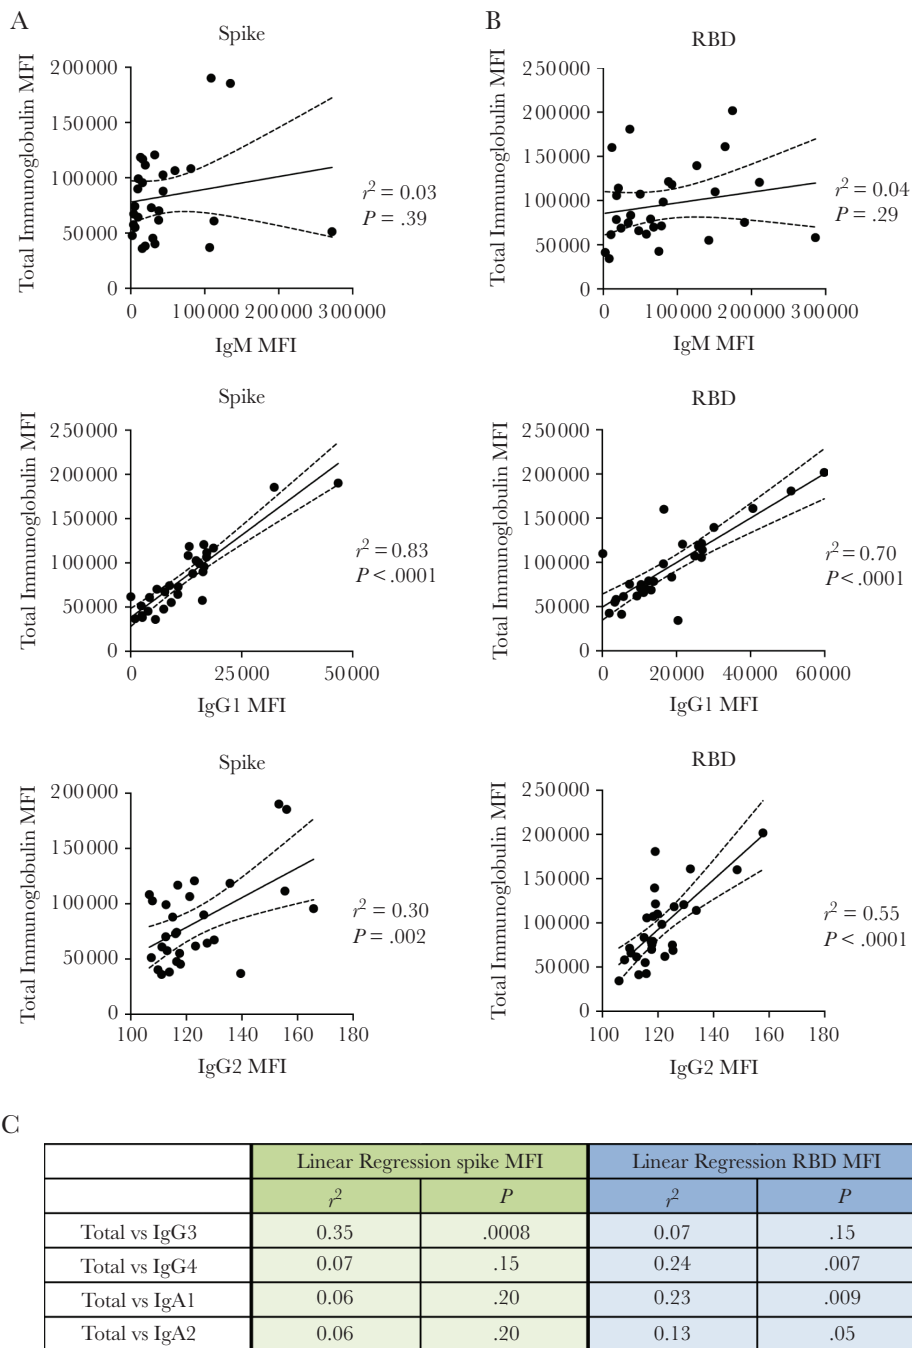 A
B
Spike
RBD
Total Immunoglobulin MFI
200000
150000
100000
50000
0
0 100000 200000 300000
IgM MFI
r² = 0.03
P = .39
Total Immunoglobulin MFI
250000
200000
150000
100000
50000
0
0 100000 200000 300000
IgM MFI
r² = 0.04
P = .29
Spike
RBD
Total Immunoglobulin MFI
250000
200000
150000
100000
50000
0
0 25000 50000
IgG1 MFI
r² = 0.83
P < .0001
Total Immunoglobulin MFI
250000
200000
150000
100000
50000
0
0 20000 40000 60000
IgG1 MFI
r² = 0.70
P < .0001
Spike
RBD
Total Immunoglobulin MFI
200000
150000
100000
50000
0
100 120 140 160 180
IgG2 MFI
r² = 0.30
P = .002
Total Immunoglobulin MFI
250000
200000
150000
100000
50000
0
100 120 140 160 180
IgG2 MFI
r² = 0.55
P < .0001
C
Linear Regression spike MFI Linear Regression RBD MFI
r² P r² P
Total vs IgG3 0.35 .0008 0.07 .15
Total vs IgG4 0.07 .15 0.24 .007
Total vs IgA1 0.06 .20 0.23 .009
Total vs IgA2 0.06 .20 0.13 .05